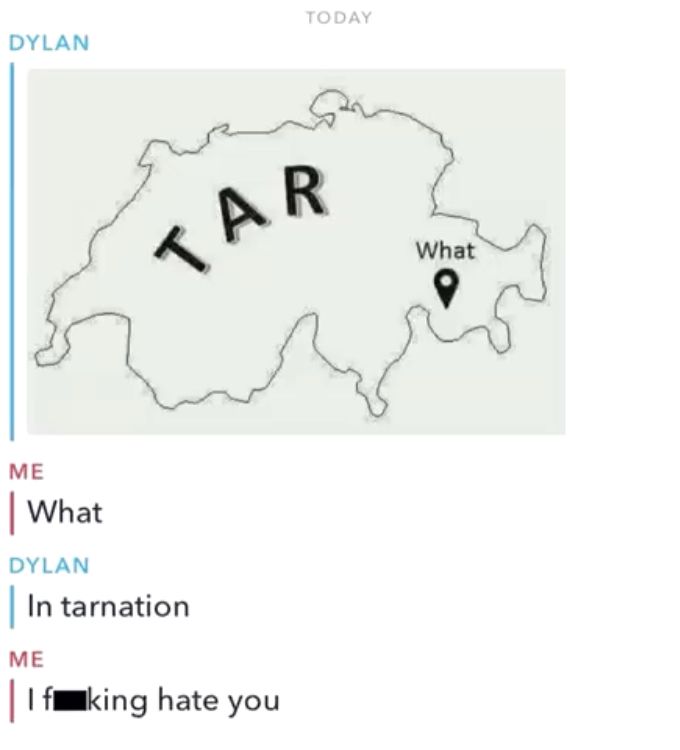 TODAY
DYLAN
TAR
What
ME
What
DYLAN
In tarnation
ME
I f█king hate you